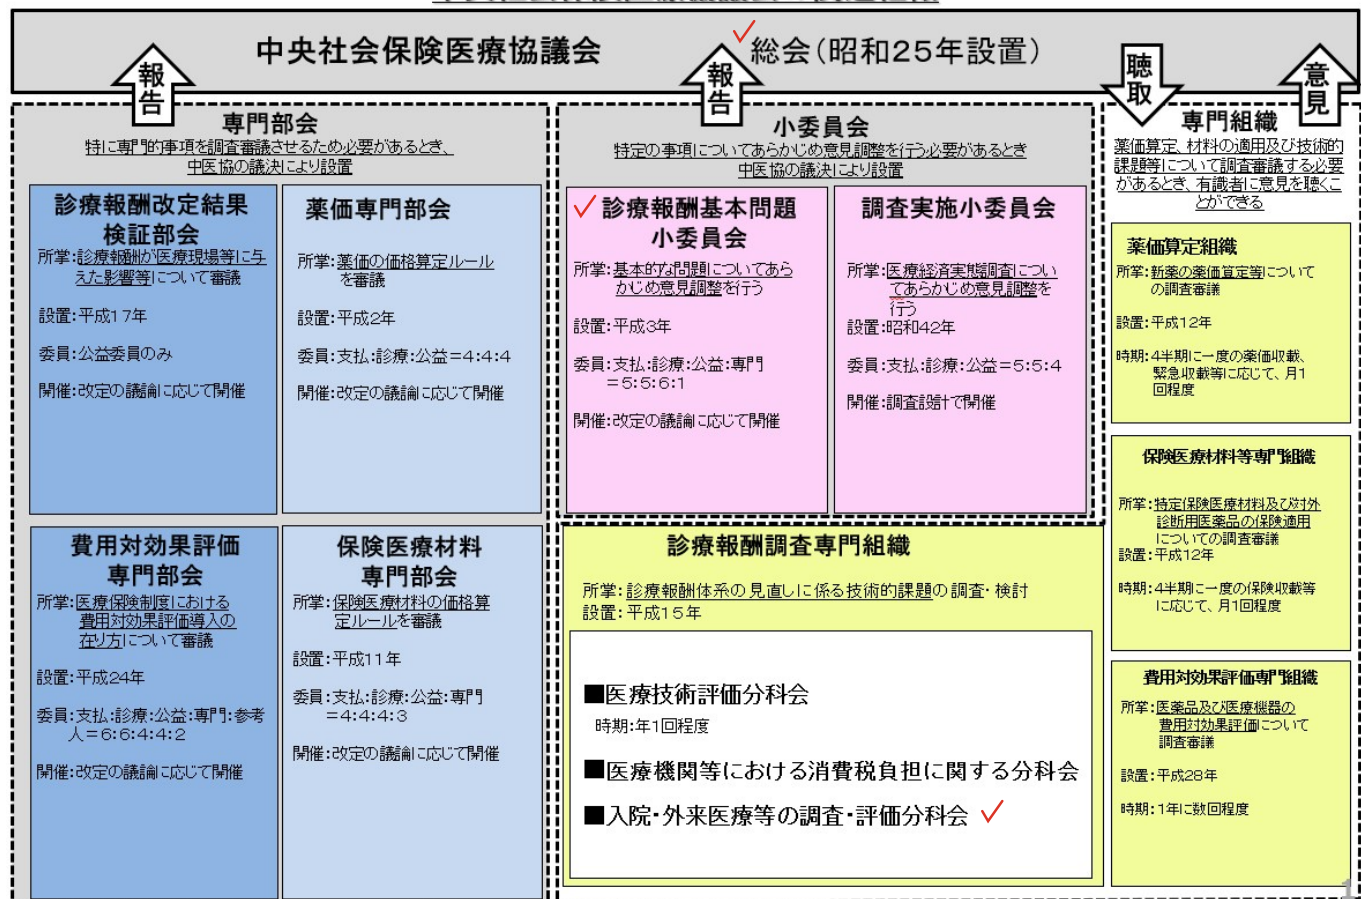 中央社会保険医療協議会 総会(昭和25年設置)
報告
報告
聴取
意見
専門部会
特に専門的事項を調査審議させるため必要があるとき、
中医協の議決により設置
診療報酬改定結果
検証部会
所掌:診療報酬が医療現場等に与
えた影響等について審議
設置:平成17年
委員:公益委員のみ
開催:改定の議論に応じて開催
薬価専門部会
所掌:薬価の価格算定ルール
を審議
設置:平成2年
委員:支払:診療:公益=4:4:4
開催:改定の議論に応じて開催
費用対効果評価
専門部会
所掌:医療保険制度における
費用対効果評価導入の
在り方について審議
設置:平成24年
委員:支払:診療:公益:専門:参考
人=6:6:4:4:2
開催:改定の議論に応じて開催
保険医療材料
専門部会
所掌:保険医療材料の価格算
定ルールを審議
設置:平成11年
委員:支払:診療:公益:専門
=4:4:4:3
開催:改定の議論に応じて開催
小委員会
特定の事項についてあらかじめ意見調整を行う必要があるとき
中医協の議決により設置
診療報酬基本問題
小委員会
所掌:基本的な問題についてあら
かじめ意見調整を行う
設置:平成3年
委員:支払:診療:公益:専門
=5:5:6:1
開催:改定の議論に応じて開催
調査実施小委員会
所掌:医療経済実態調査につい
てあらかじめ意見調整を
行う
設置:昭和42年
委員:支払:診療:公益=5:5:4
開催:調査設計で開催
診療報酬調査専門組織
所掌:診療報酬体系の見直しに係る技術的課題の調査・検討
設置:平成15年
■医療技術評価分科会
時期:年1回程度
■医療機関等における消費税負担に関する分科会
■入院・外来医療等の調査・評価分科会
専門組織
薬価算定、材料の適用及び技術的
課題等について調査審議する必要
があるとき、有識者に意見を聴くこ
とができる
薬価算定組織
所掌:新薬の薬価算定等について
の調査審議
設置:平成12年
時期:4半期に一度の薬価収載、
緊急収載等に応じて、月1
回程度
保険医療材料等専門組織
所掌:特定保険医療材料及び対外
診断用医薬品の保険適用
についての調査審議
設置:平成12年
時期:4半期に一度の保険収載等
に応じて、月1回程度
費用対効果評価専門組織
所掌:医薬品及び医療機器の
費用対効果評価について
調査審議
設置:平成28年
時期:1年に数回程度
1